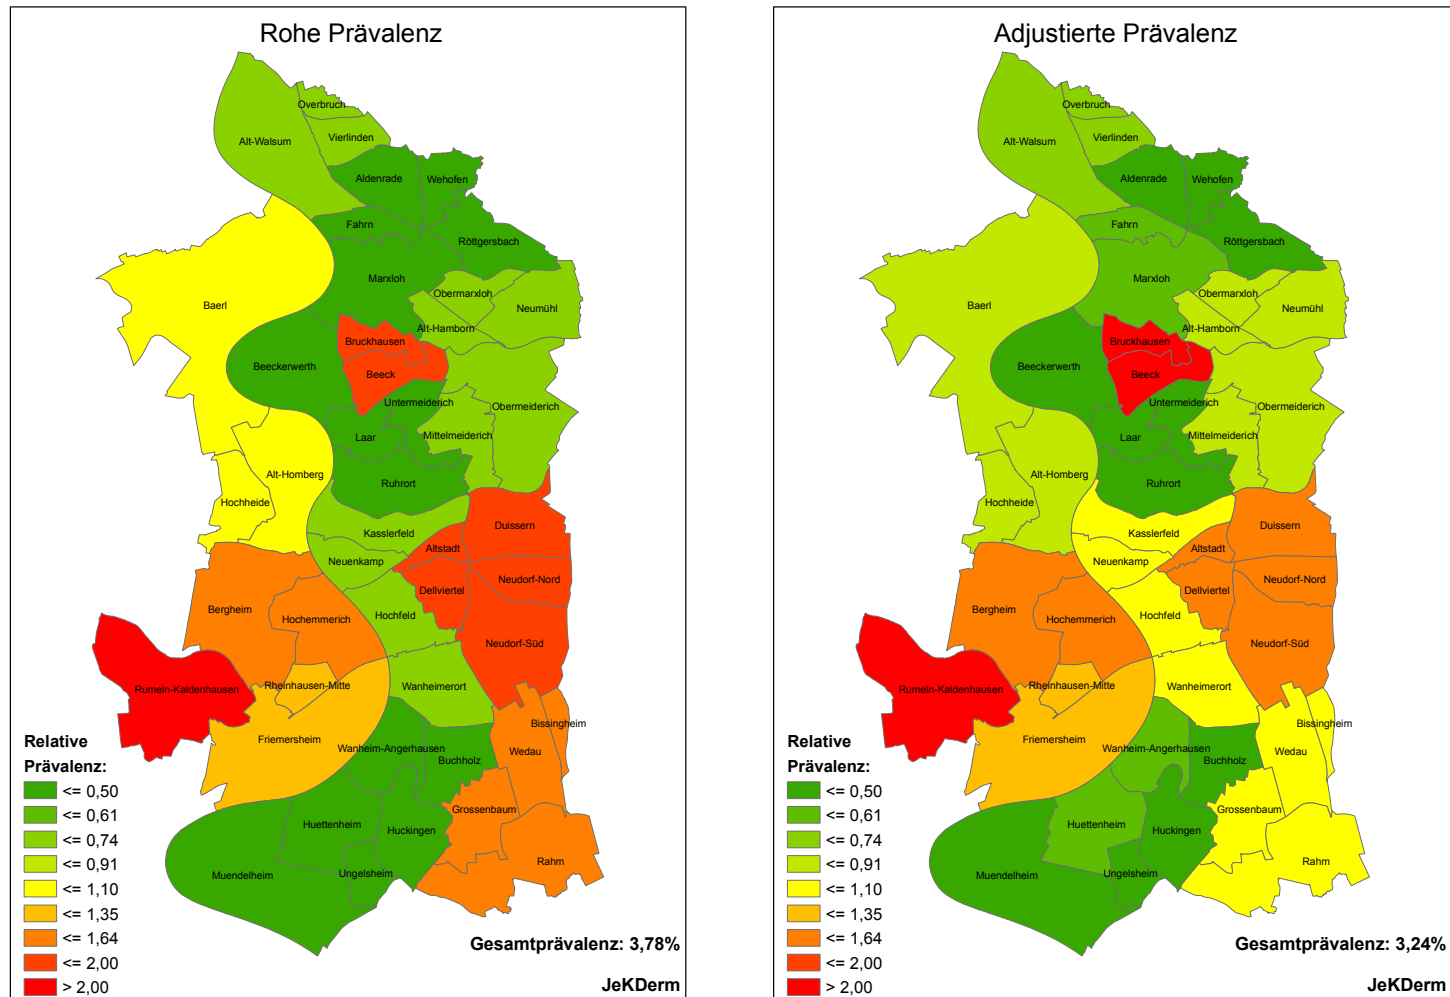 Rohe Prävalenz
Overbruch
Alt-Walsum
Vierlinden
Aldenrade
Wehofen
Fahrn
Röttgersbach
Marxloh
Obermarxloh
Baerl
Neumühl
Alt-Hamborn
Bruckhausen
Beeckerwerth
Beeck
Untermeiderich
Obermeiderich
Laar
Mittelmeiderich
Alt-Homberg
Ruhrort
Hochheide
Kasslerfeld
Duissern
Altstadt
Neuenkamp
Neudorf-Nord
Dellviertel
Bergheim
Hochemmerich
Hochfeld
Neudorf-Süd
Rumeln-Kaldenhausen
Rheinhausen-Mitte
Wanheimerort
Bissingheim
Friemersheim
Wanheim-Angerhausen
Wedau
Buchholz
Grossenbaum
Huettenheim
Huckingen
Rahm
Muendelheim
Ungelsheim
Relative
Prävalenz:
<= 0,50
<= 0,61
<= 0,74
<= 0,91
<= 1,10
<= 1,35
<= 1,64
<= 2,00
> 2,00
Gesamtprävalenz: 3,78%
JeKDerm
Adjustierte Prävalenz
Overbruch
Alt-Walsum
Vierlinden
Aldenrade
Wehofen
Fahrn
Röttgersbach
Marxloh
Obermarxloh
Baerl
Neumühl
Alt-Hamborn
Bruckhausen
Beeckerwerth
Beeck
Untermeiderich
Obermeiderich
Laar
Mittelmeiderich
Alt-Homberg
Ruhrort
Hochheide
Kasslerfeld
Duissern
Altstadt
Neuenkamp
Neudorf-Nord
Dellviertel
Bergheim
Hochemmerich
Hochfeld
Neudorf-Süd
Rumeln-Kaldenhausen
Rheinhausen-Mitte
Wanheimerort
Bissingheim
Friemersheim
Wanheim-Angerhausen
Wedau
Buchholz
Grossenbaum
Huettenheim
Huckingen
Rahm
Muendelheim
Ungelsheim
Relative
Prävalenz:
<= 0,50
<= 0,61
<= 0,74
<= 0,91
<= 1,10
<= 1,35
<= 1,64
<= 2,00
> 2,00
Gesamtprävalenz: 3,24%
JeKDerm